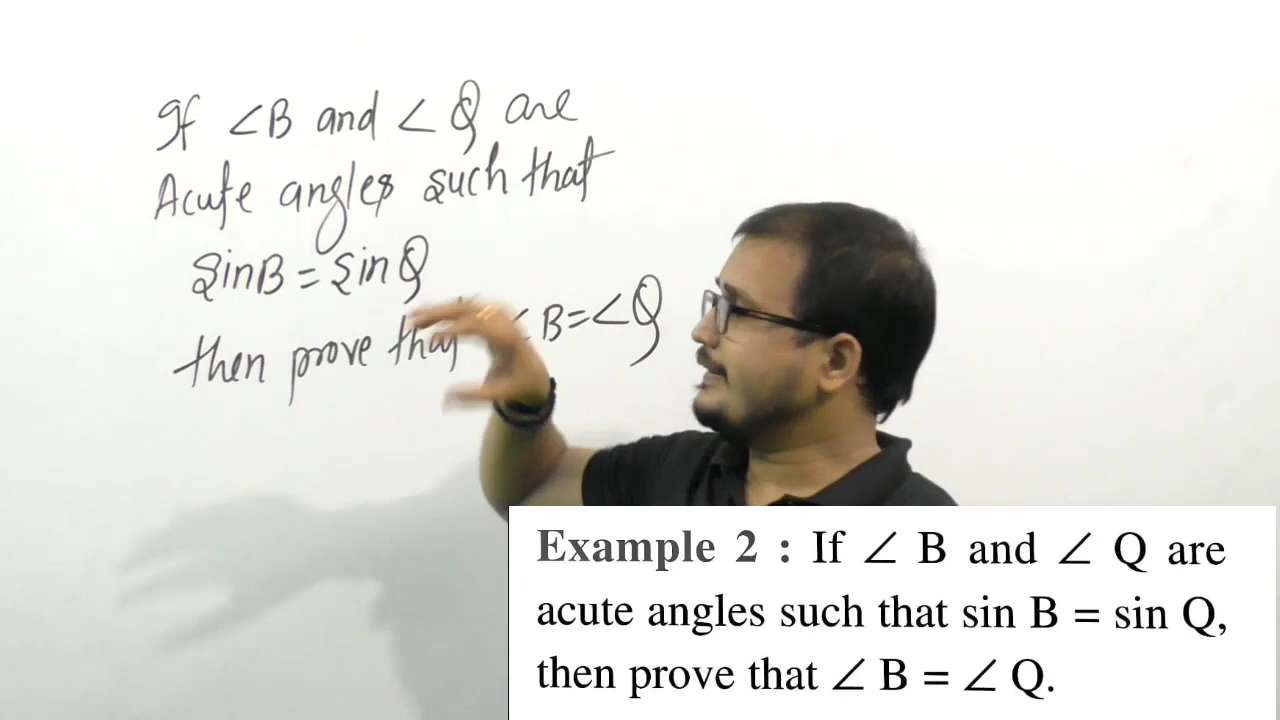 If ∠B and ∠Q are
Acute angles such that
SinB = SinQ
then prove that ∠B=∠Q
Example 2 : If ∠ B and ∠ Q are
acute angles such that sin B = sin Q,
then prove that ∠ B = ∠ Q.